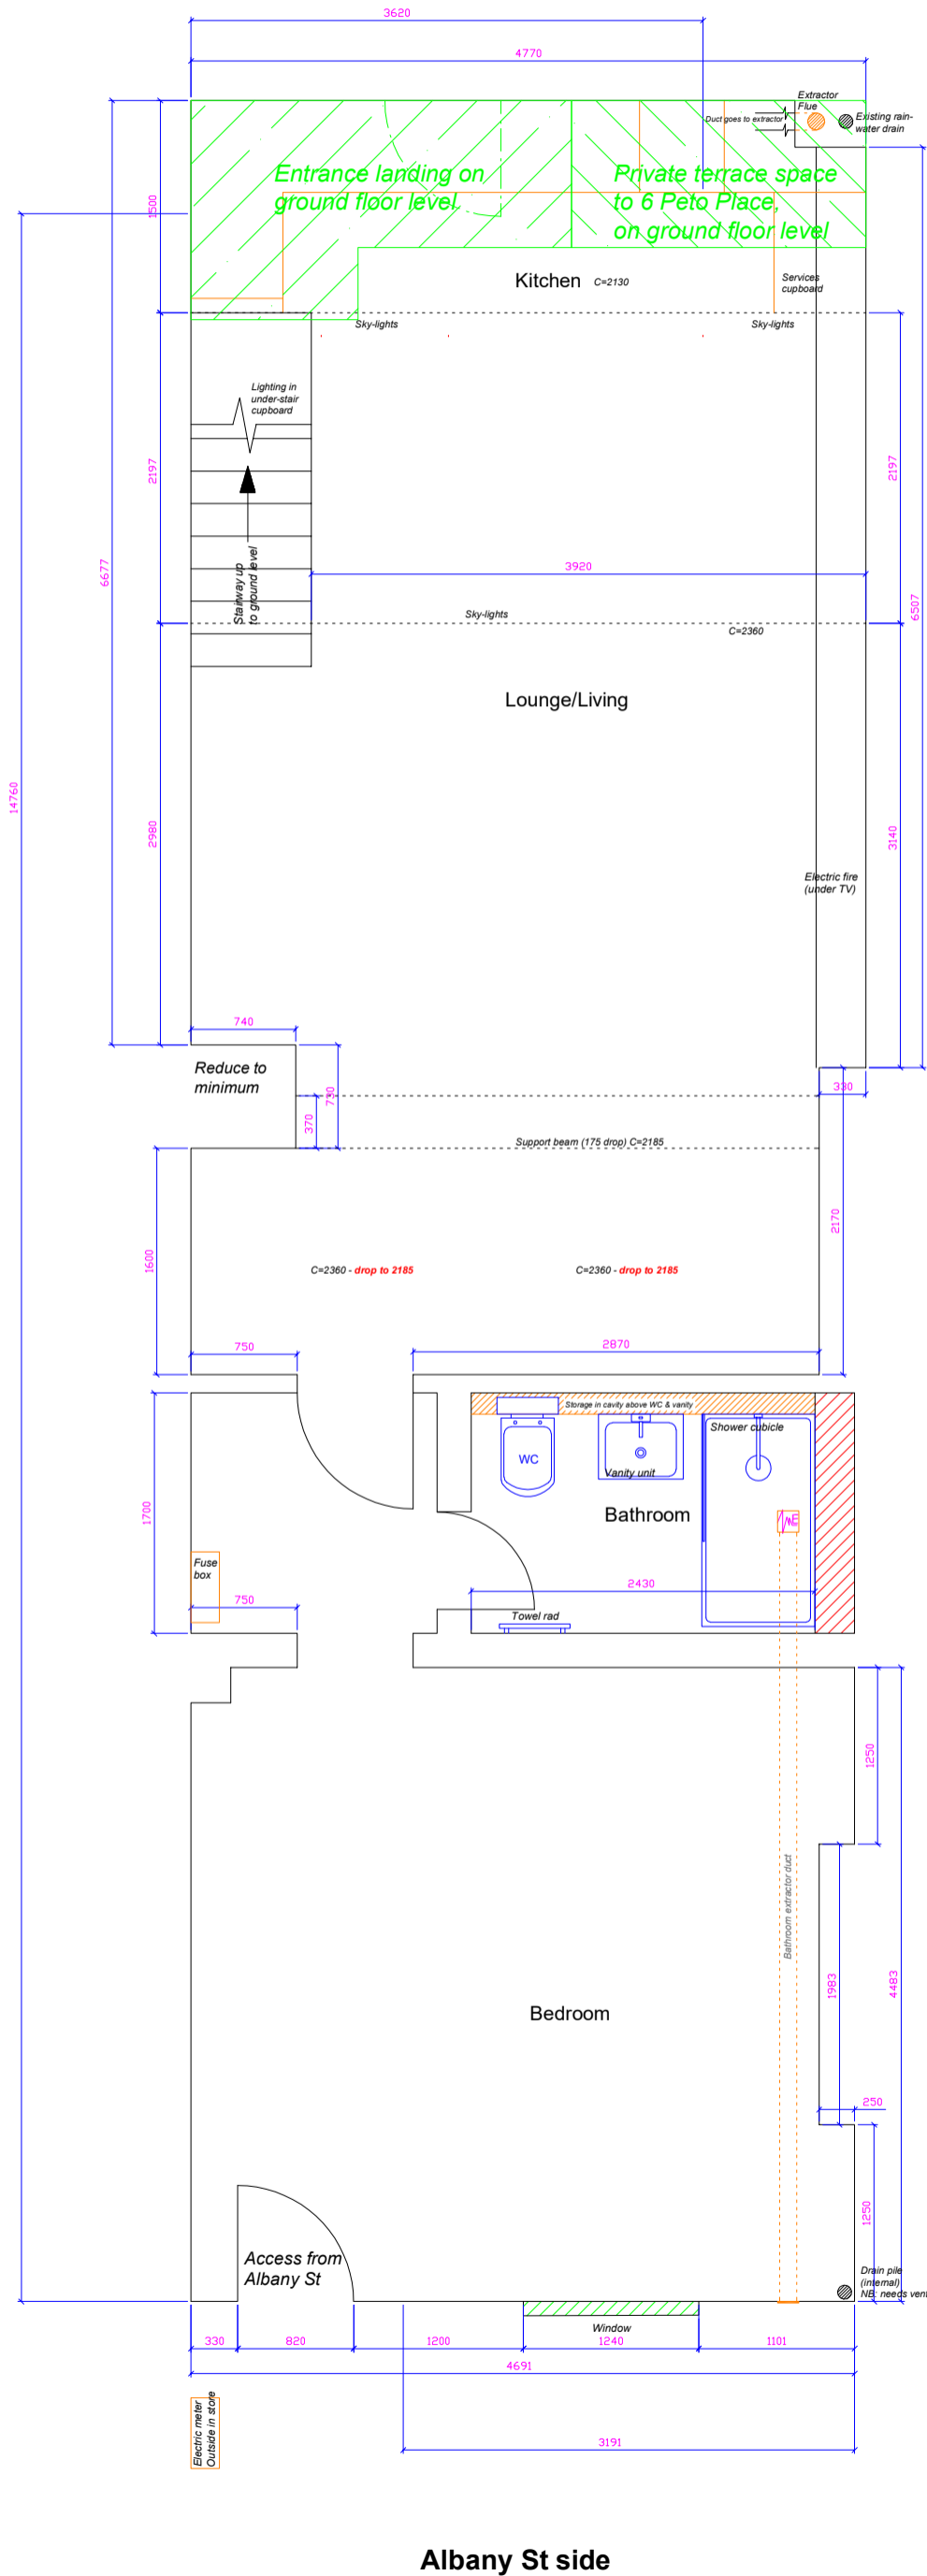 3620
4770
Extractor
Flue
Duct goes to extractor
Existing rain-
water drain
Entrance landing on
ground floor level
Private terrace space
to 6 Peto Place,
on ground floor level
1500
Kitchen
C=2130
Services
cupboard
Sky-lights
Sky-lights
Lighting in
under-stair
cupboard
2197
2197
6677
6507
3920
Stairway up
to ground level
Sky-lights
C=2360
Lounge/Living
14760
2980
3140
Electric fire
(under TV)
740
Reduce to
minimum
730
370
330
Support beam (175 drop) C=2185
2170
1600
C=2360 - drop to 2185
C=2360 - drop to 2185
750
2870
Storage in cavity above WC & vanity
Shower cubicle
WC
Vanity unit
Bathroom
1700
Fuse
box
750
2430
Towel rad
1250
Bathroom extractor duct
1983
4483
Bedroom
250
1250
Access from
Albany St
Drain pile
(internal)
NB: needs vent
Window
330
820
1200
1240
1101
4691
Electric meter
Outside in store
3191
Albany St side